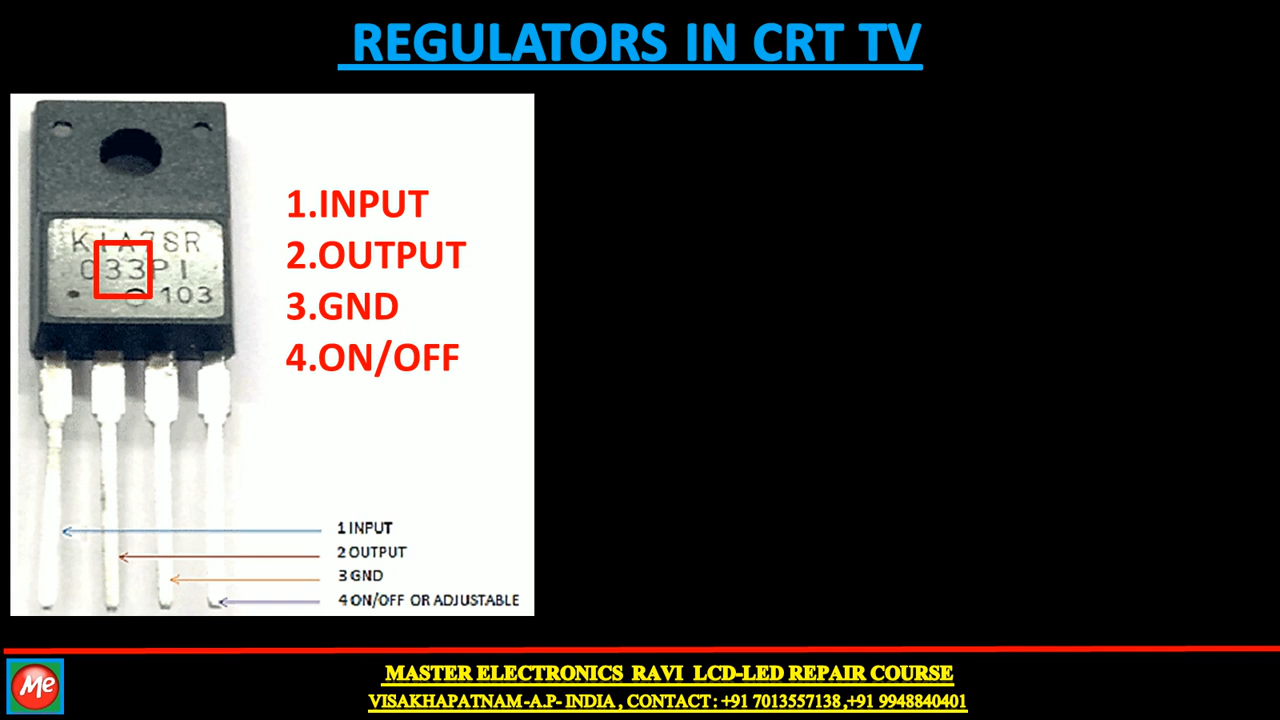 REGULATORS IN CRT TV
KIA78R
033PI
103
1.INPUT
2.OUTPUT
3.GND
4.ON/OFF
1 INPUT
2 OUTPUT
3 GND
4 ON/OFF OR ADJUSTABLE
Me
MASTER ELECTRONICS RAVI LCD-LED REPAIR COURSE
VISAKHAPATNAM -A.P- INDIA , CONTACT : +91 7013557138 ,+91 9948840401